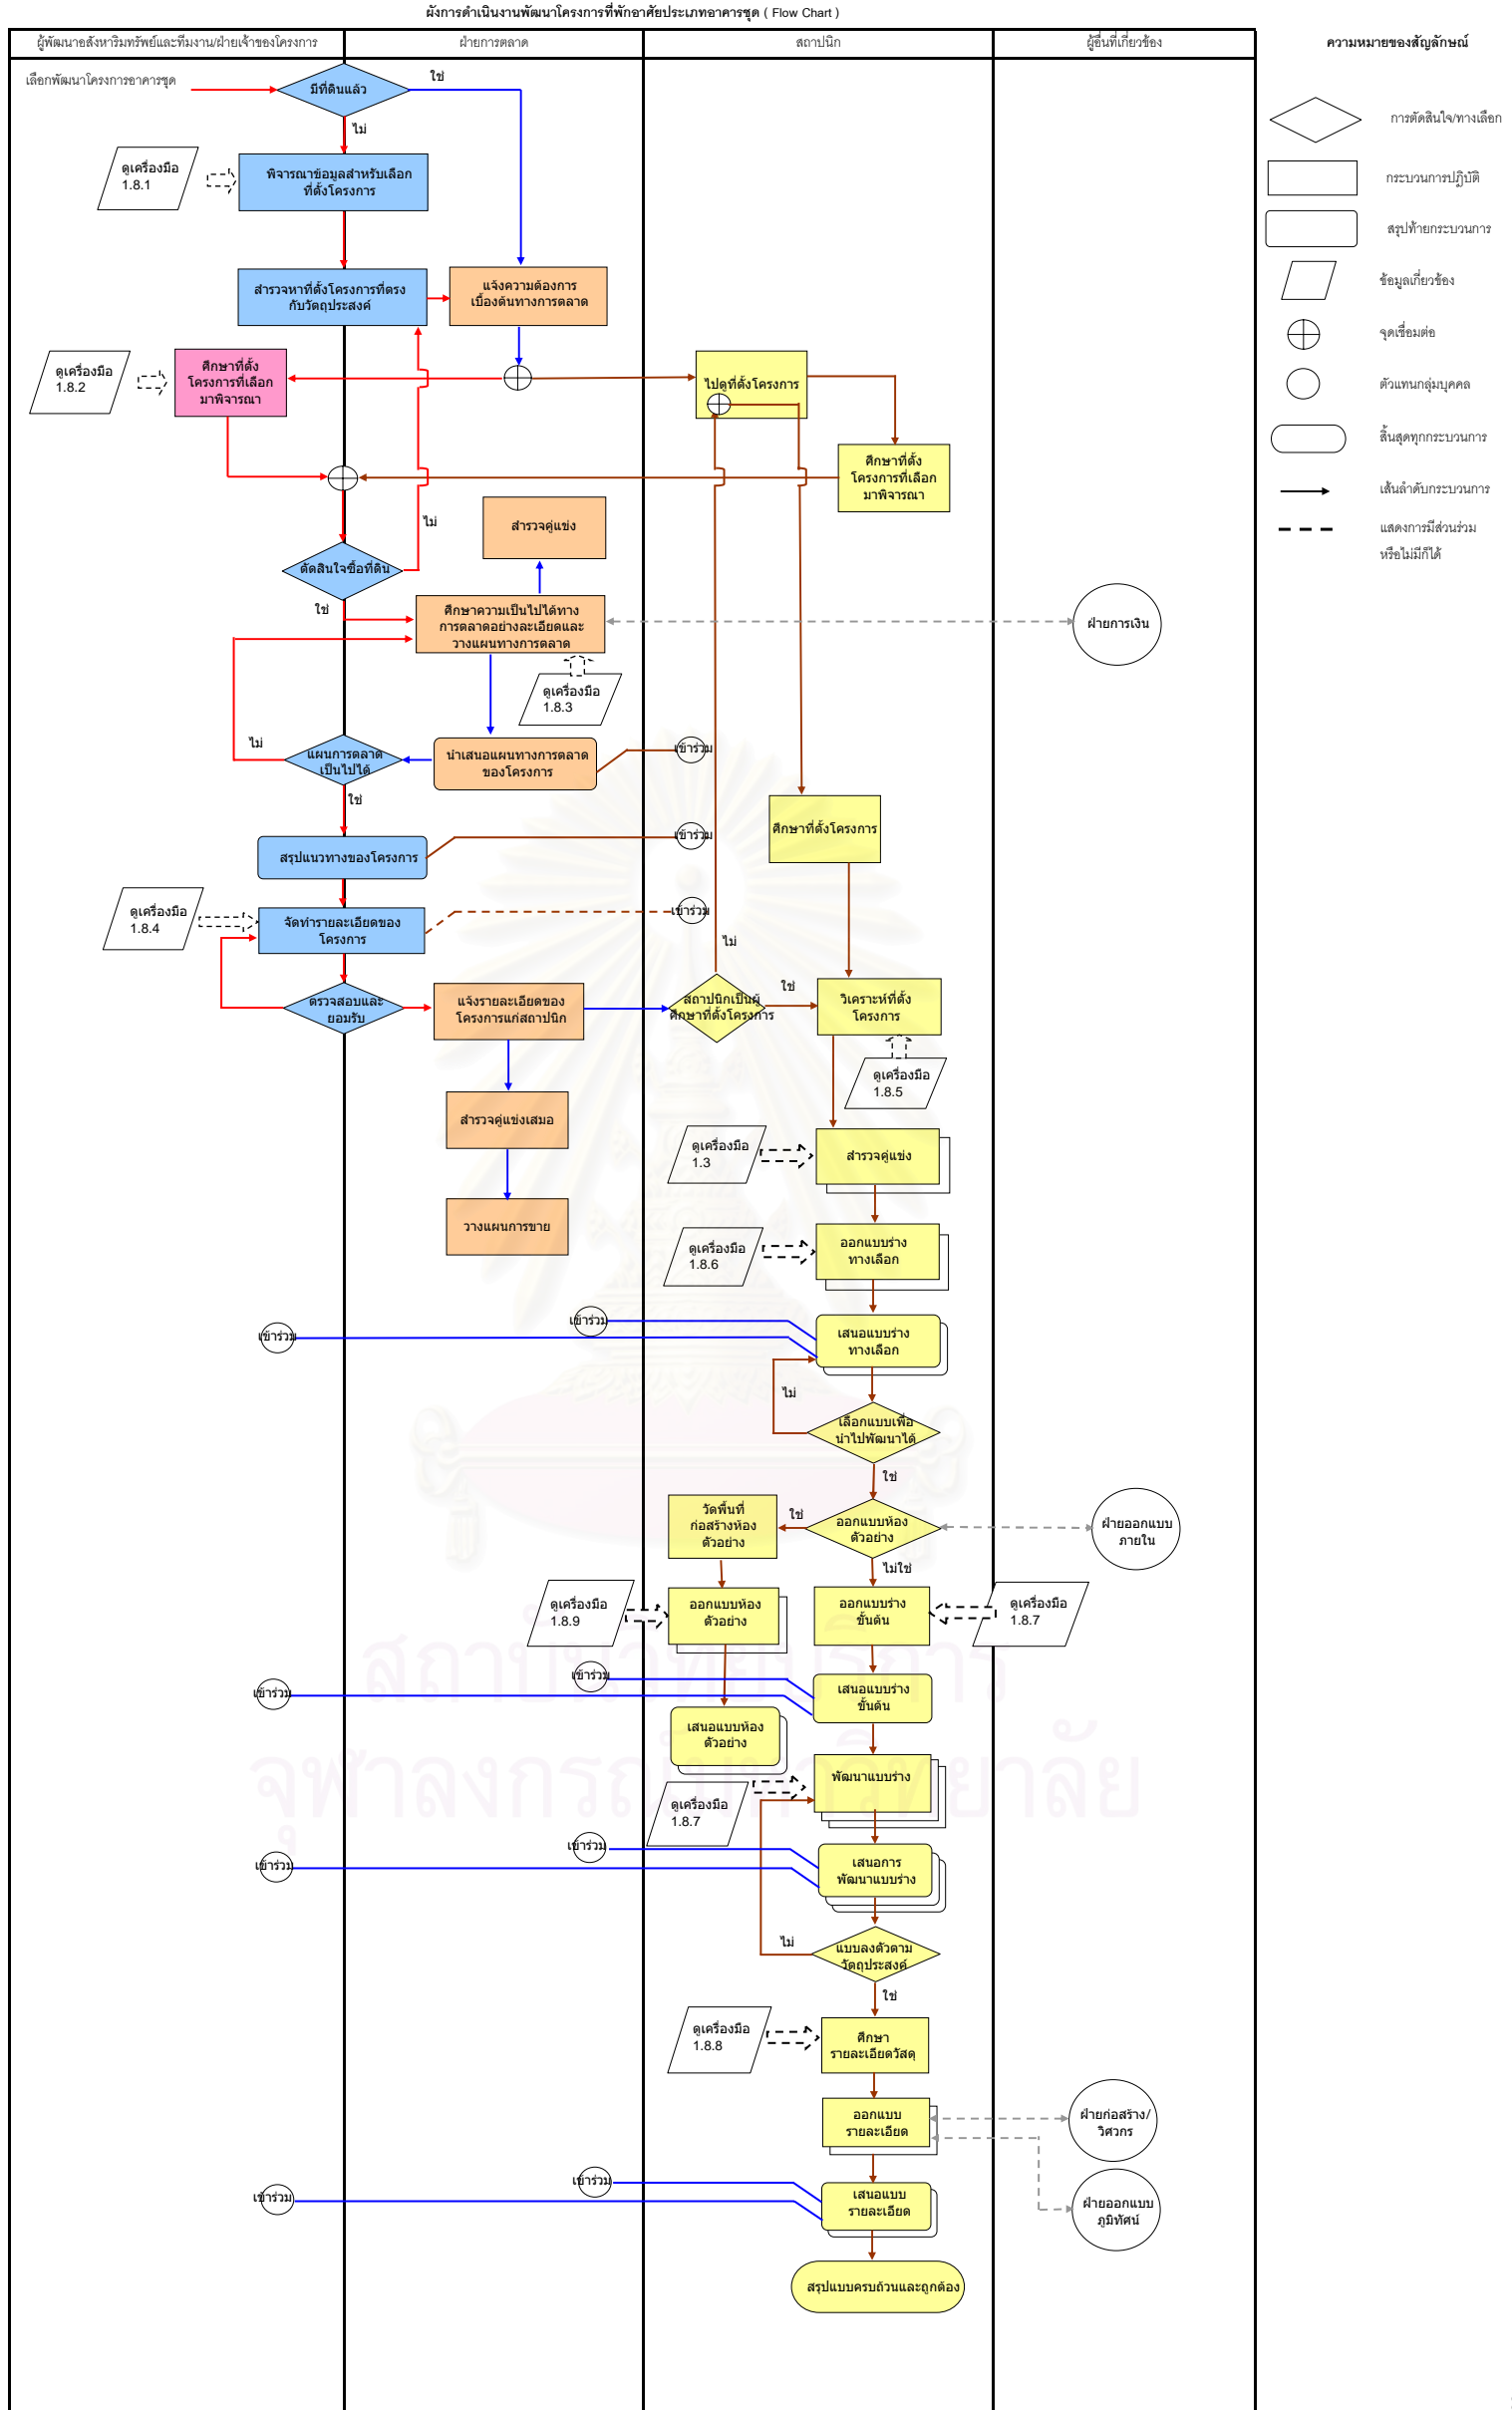 ผังการดำเนินงานพัฒนาโครงการที่พักอาศัยประเภทอาคารชุด ( Flow Chart )
ผู้พัฒนาอสังหาริมทรัพย์และทีมงาน/ฝ่ายเจ้าของโครงการ
ฝ่ายการตลาด
สถาปนิก
ผู้อื่นที่เกี่ยวข้อง
ความหมายของสัญลักษณ์
เลือกพัฒนาโครงการอาคารชุด
มีที่ดินแล้ว
ใช่
ไม่
การตัดสินใจ/ทางเลือก
ดูเครื่องมือ
1.8.1
พิจารณาข้อมูลสำหรับเลือก
ที่ตั้งโครงการ
กระบวนการปฏิบัติ
สรุปท้ายกระบวนการ
สำรวจหาที่ตั้งโครงการที่ตรง
กับวัตถุประสงค์
แจ้งความต้องการ
เบื้องต้นทางการตลาด
ข้อมูลเกี่ยวข้อง
จุดเชื่อมต่อ
ดูเครื่องมือ
1.8.2
ศึกษาที่ตั้ง
โครงการที่เลือก
มาพิจารณา
ไปดูที่ตั้งโครงการ
ตัวแทนกลุ่มบุคคล
สิ้นสุดทุกกระบวนการ
ศึกษาที่ตั้ง
โครงการที่เลือก
มาพิจารณา
เส้นลำดับกระบวนการ
สำรวจคู่แข่ง
ไม่
แสดงการมีส่วนร่วม
หรือไม่มีก็ได้
ตัดสินใจซื้อที่ดิน
ใช่
ศึกษาความเป็นไปได้ทาง
การตลาดอย่างละเอียดและ
วางแผนทางการตลาด
ฝ่ายการเงิน
ดูเครื่องมือ
1.8.3
ไม่
แผนการตลาด
เป็นไปได้
นำเสนอแผนทางการตลาด
ของโครงการ
เข้าร่วม
ใช่
สรุปแนวทางของโครงการ
เข้าร่วม
ศึกษาที่ตั้งโครงการ
ดูเครื่องมือ
1.8.4
จัดทำรายละเอียดของ
โครงการ
เข้าร่วม
ไม่
ตรวจสอบและ
ยอมรับ
แจ้งรายละเอียดของ
โครงการแก่สถาปนิก
สถาปนิกเป็นผู้
ศึกษาที่ตั้งโครงการ
ใช่
วิเคราะห์ที่ตั้ง
โครงการ
ดูเครื่องมือ
1.8.5
สำรวจคู่แข่งเสมอ
ดูเครื่องมือ
1.3
สำรวจคู่แข่ง
วางแผนการขาย
ดูเครื่องมือ
1.8.6
ออกแบบร่าง
ทางเลือก
เข้าร่วม
เข้าร่วม
เสนอแบบร่าง
ทางเลือก
ไม่
เลือกแบบเพื่อ
นำไปพัฒนาได้
ใช่
วัดพื้นที่
ก่อสร้างห้อง
ตัวอย่าง
ใช่
ออกแบบห้อง
ตัวอย่าง
ฝ่ายออกแบบ
ภายใน
ไม่ใช่
ดูเครื่องมือ
1.8.9
ออกแบบห้อง
ตัวอย่าง
ออกแบบร่าง
ขั้นต้น
ดูเครื่องมือ
1.8.7
สถาบันวิทยบริการ
เข้าร่วม
เข้าร่วม
เสนอแบบร่าง
ขั้นต้น
เสนอแบบห้อง
ตัวอย่าง
จุฬาลงกรณ์มหาวิทยาลัย
ดูเครื่องมือ
1.8.7
พัฒนาแบบร่าง
เข้าร่วม
เข้าร่วม
เสนอการ
พัฒนาแบบร่าง
ไม่
แบบลงตัวตาม
วัตถุประสงค์
ใช่
ดูเครื่องมือ
1.8.8
ศึกษา
รายละเอียดวัสดุ
ออกแบบ
รายละเอียด
ฝ่ายก่อสร้าง/
วิศวกร
เข้าร่วม
เข้าร่วม
เสนอแบบ
รายละเอียด
ฝ่ายออกแบบ
ภูมิทัศน์
สรุปแบบครบถ้วนและถูกต้อง